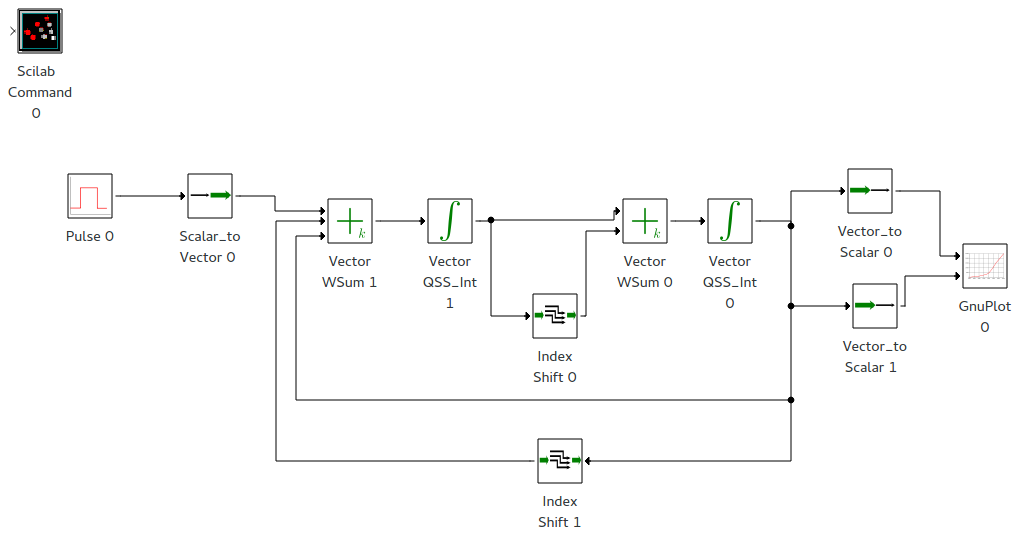 Scilab
Command
0
Pulse 0
Scalar_to
Vector 0
k
Vector
WSum 1
Vector
QSS_Int
1
k
Vector
WSum 0
Vector
QSS_Int
0
Index
Shift 0
Vector_to
Scalar 0
Vector_to
Scalar 1
GnuPlot
0
Index
Shift 1